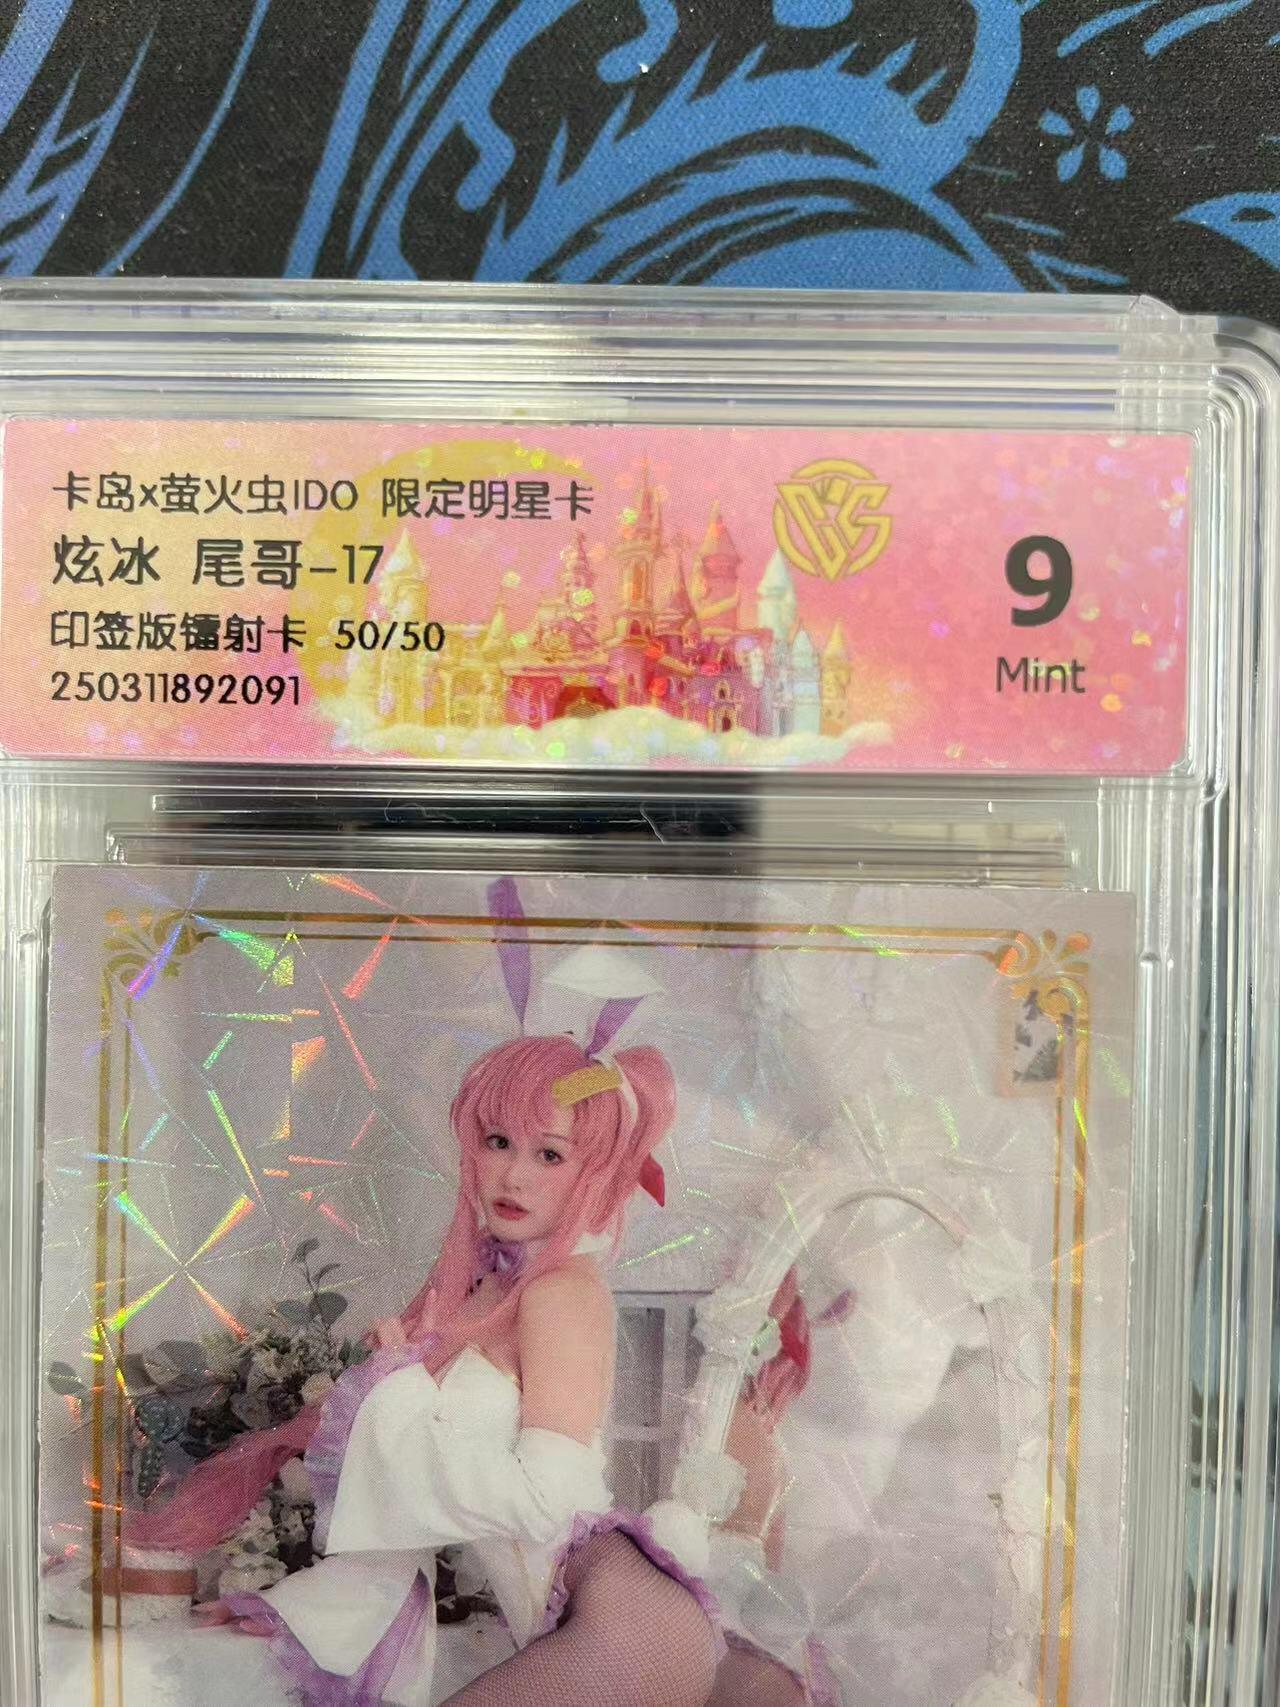 卡岛x萤火虫IDO 限定明星卡
炫冰 尾哥-17
印签版镭射卡 50/50
250311892091
CCS
9
Mint